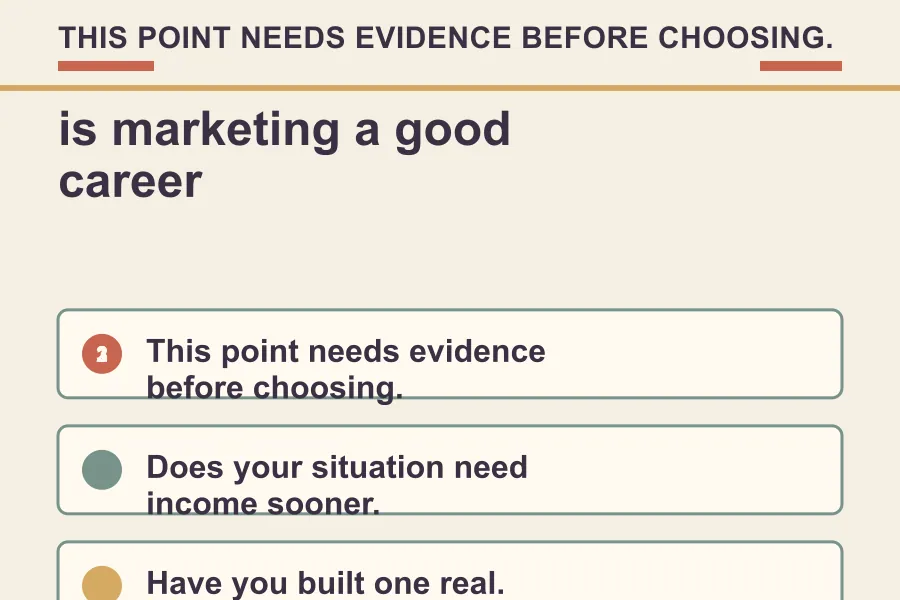 THIS POINT NEEDS EVIDENCE BEFORE CHOOSING.
is marketing a good
career
This point needs evidence
before choosing.
Does your situation need
income sooner.
Have you built one real.